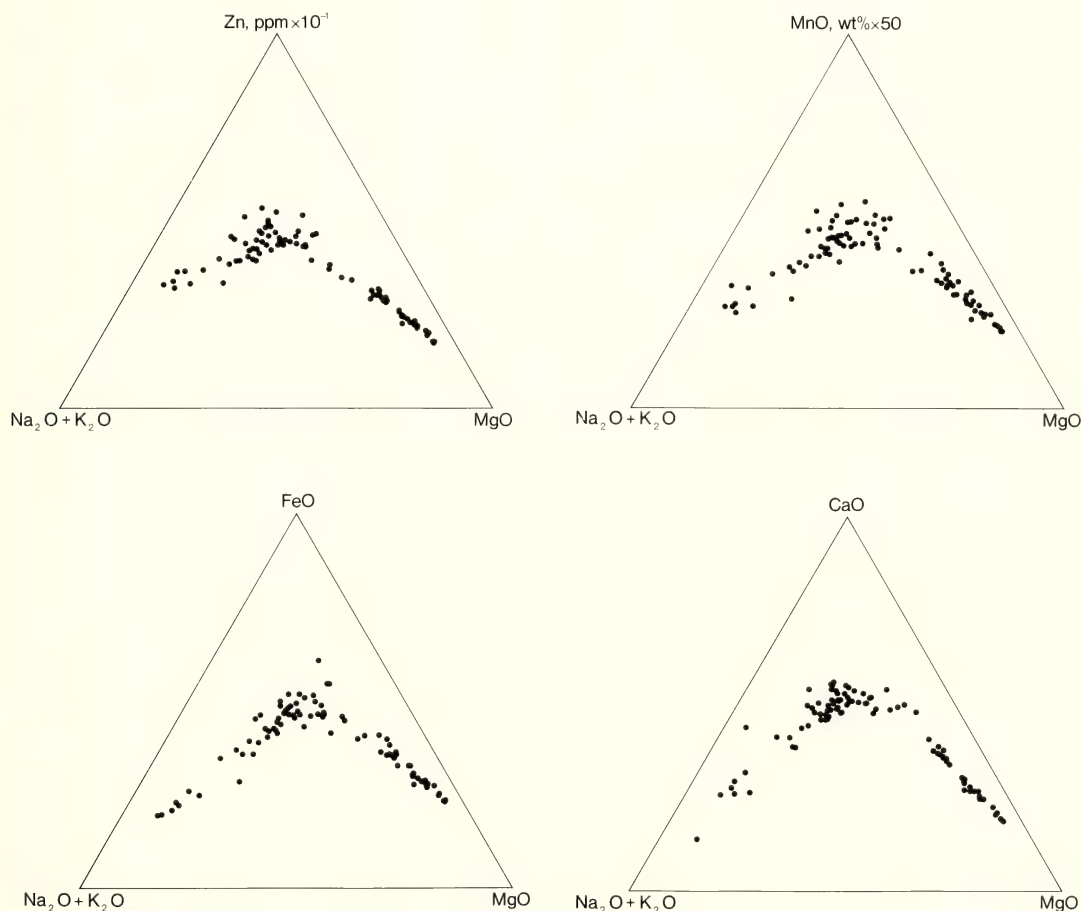 Zn, ppm×10⁻¹
MnO, wt%×50
Na₂O+K₂O
MgO
Na₂O+K₂O
MgO
FeO
CaO
Na₂O+K₂O
MgO
Na₂O+K₂O
MgO